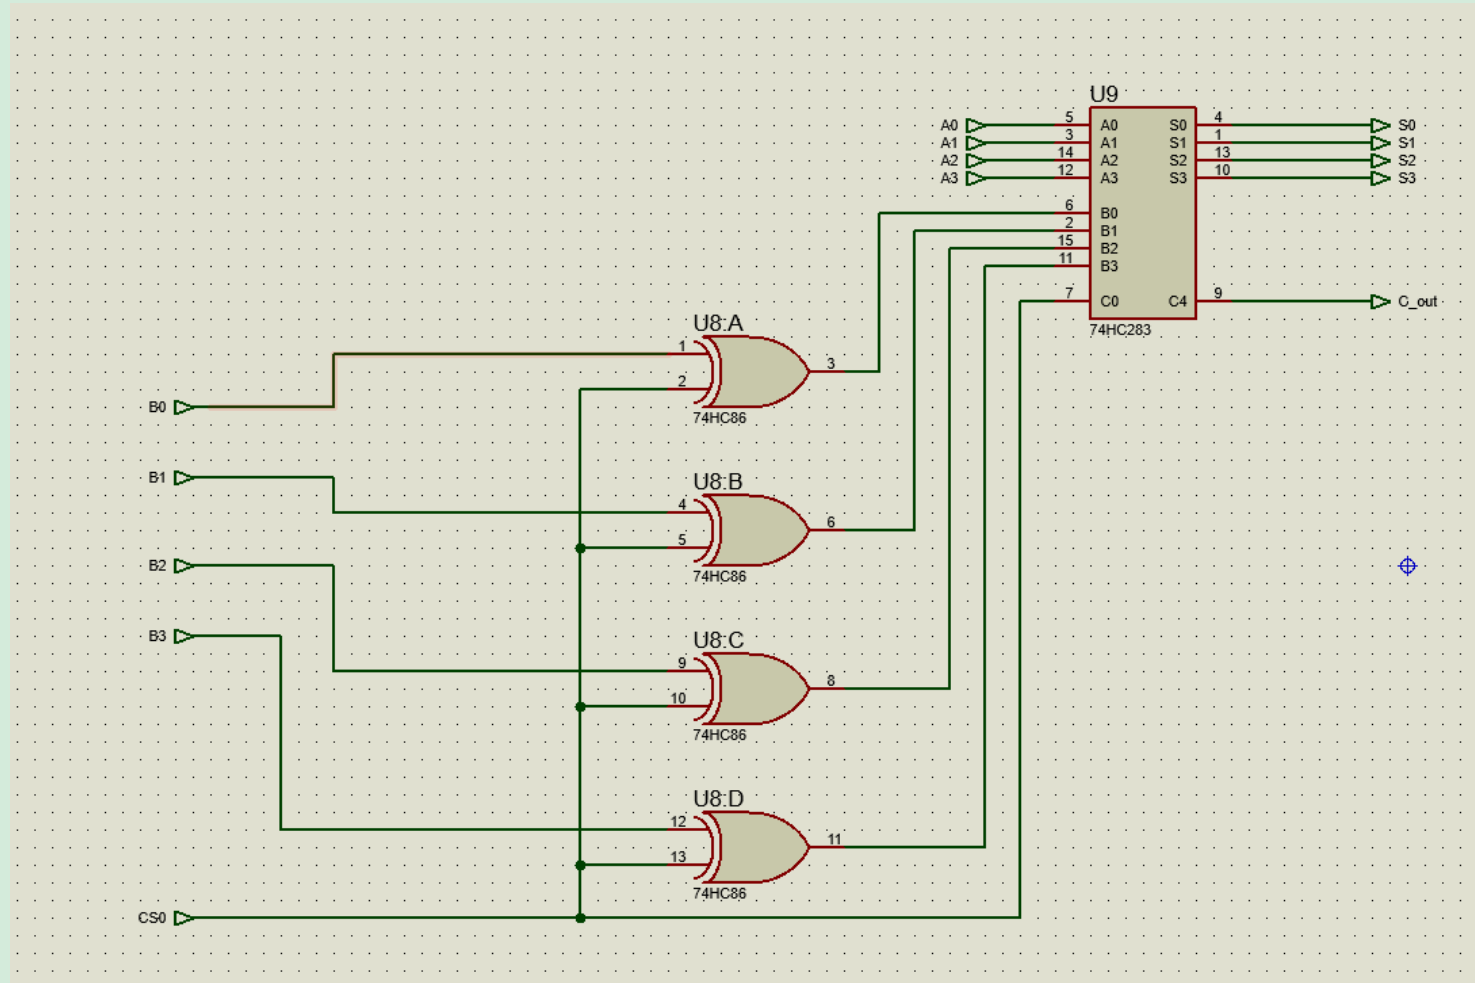 U9
A0 5 A0 S0 4 S0
A1 3 A1 S1 1 S1
A2 14 A2 S2 13 S2
A3 12 A3 S3 10 S3
6 B0
2 B1
15 B2
11 B3
7 C0 C4 9 C_out
74HC283
U8:A
1
3
2
B0
74HC86
B1
U8:B
4
6
5
B2
74HC86
B3
U8:C
9
8
10
74HC86
U8:D
12
11
13
74HC86
CS0